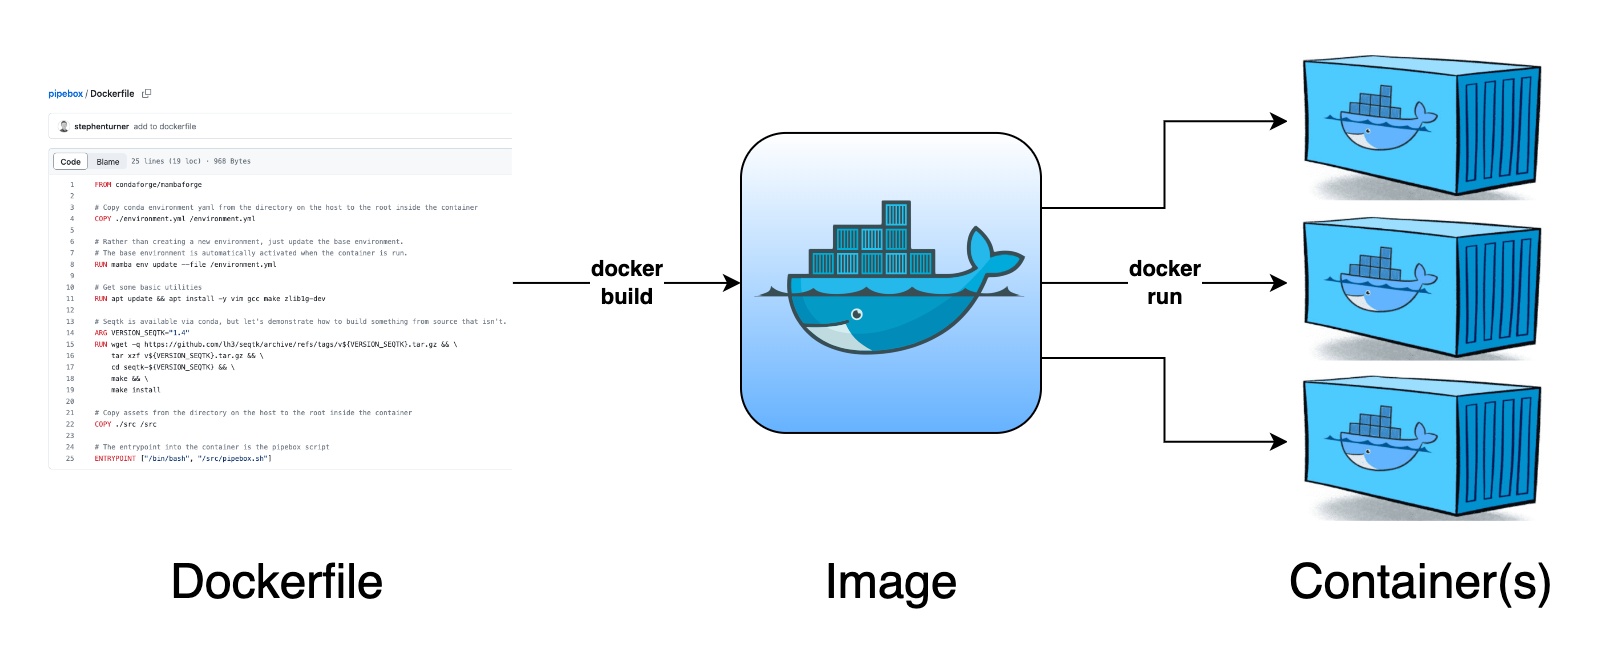 pipebox / Dockerfile
stephenturner add to dockerfile
Code Blame 25 lines (19 loc) · 968 Bytes
1 FROM condaforge/mambaforge
2
3 # Copy conda environment yaml from the directory on the host to the root inside the container
4 COPY ./environment.yml /environment.yml
5
6 # Rather than creating a new environment, just update the base environment.
7 # The base environment is automatically activated when the container is run.
8 RUN mamba env update --file /environment.yml
9
10 # Get some basic utilities
11 RUN apt update && apt install -y vim gcc make zlib1g-dev
12
13 # Seqtk is available via conda, but let's demonstrate how to build something from source that isn't.
14 ARG VERSION_SEQTK="1.4"
15 RUN wget -q https://github.com/lh3/seqtk/archive/refs/tags/v${VERSION_SEQTK}.tar.gz && \
16 tar xzf v${VERSION_SEQTK}.tar.gz && \
17 cd seqtk-${VERSION_SEQTK} && \
18 make && \
19 make install
20
21 # Copy assets from the directory on the host to the root inside the container
22 COPY ./src /src
23
24 # The entrypoint into the container is the pipebox script
25 ENTRYPOINT ["/bin/bash", "/src/pipebox.sh"]
docker
build
docker
run
Dockerfile
Image
Container(s)